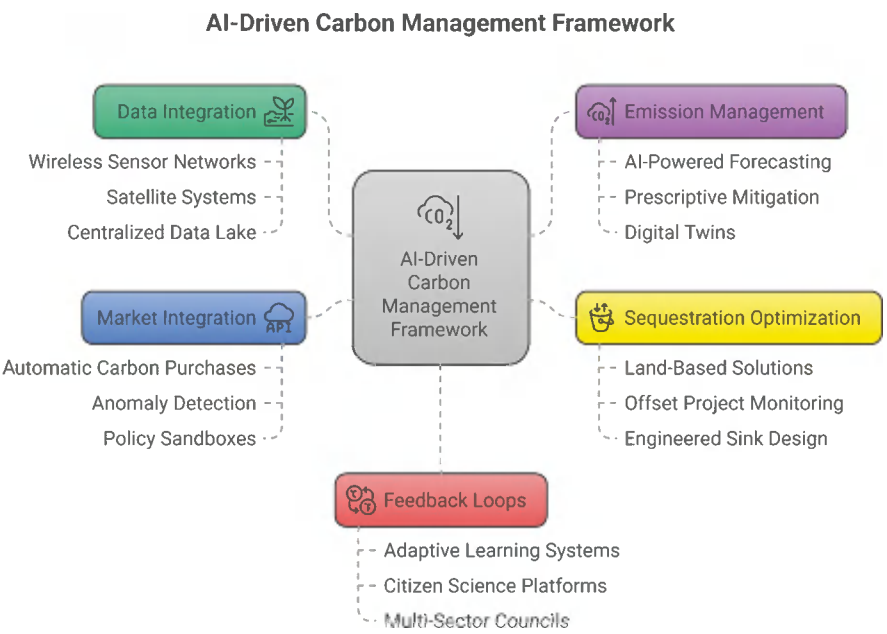 AI-Driven Carbon Management Framework
Data Integration
Wireless Sensor Networks
Satellite Systems
Centralized Data Lake
Emission Management
AI-Powered Forecasting
Prescriptive Mitigation
Digital Twins
CO2
CO2
AI-Driven
Carbon
Management
Framework
Market Integration
API
Automatic Carbon Purchases
Anomaly Detection
Policy Sandboxes
Sequestration Optimization
Land-Based Solutions
Offset Project Monitoring
Engineered Sink Design
T
T
Feedback Loops
Adaptive Learning Systems
Citizen Science Platforms
Multi-Sector Councils